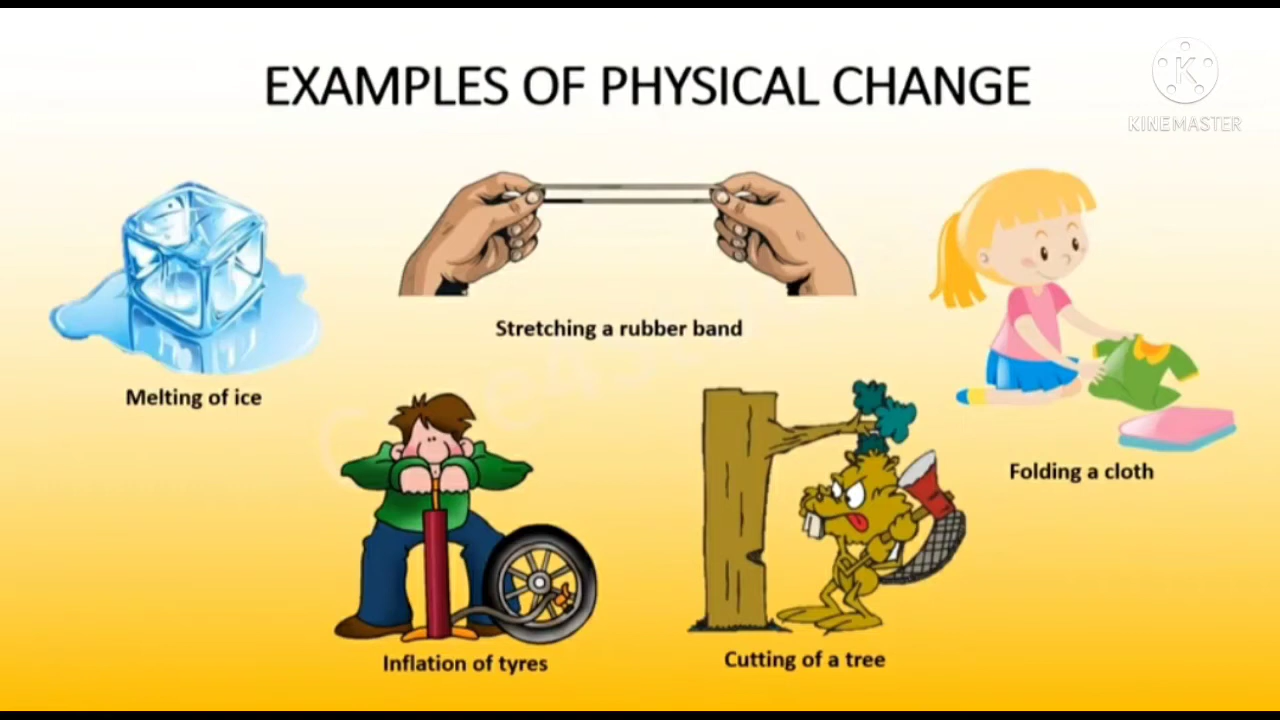 EXAMPLES OF PHYSICAL CHANGE
K
KINEMASTER
Stretching a rubber band
Melting of ice
Folding a cloth
Inflation of tyres
Cutting of a tree